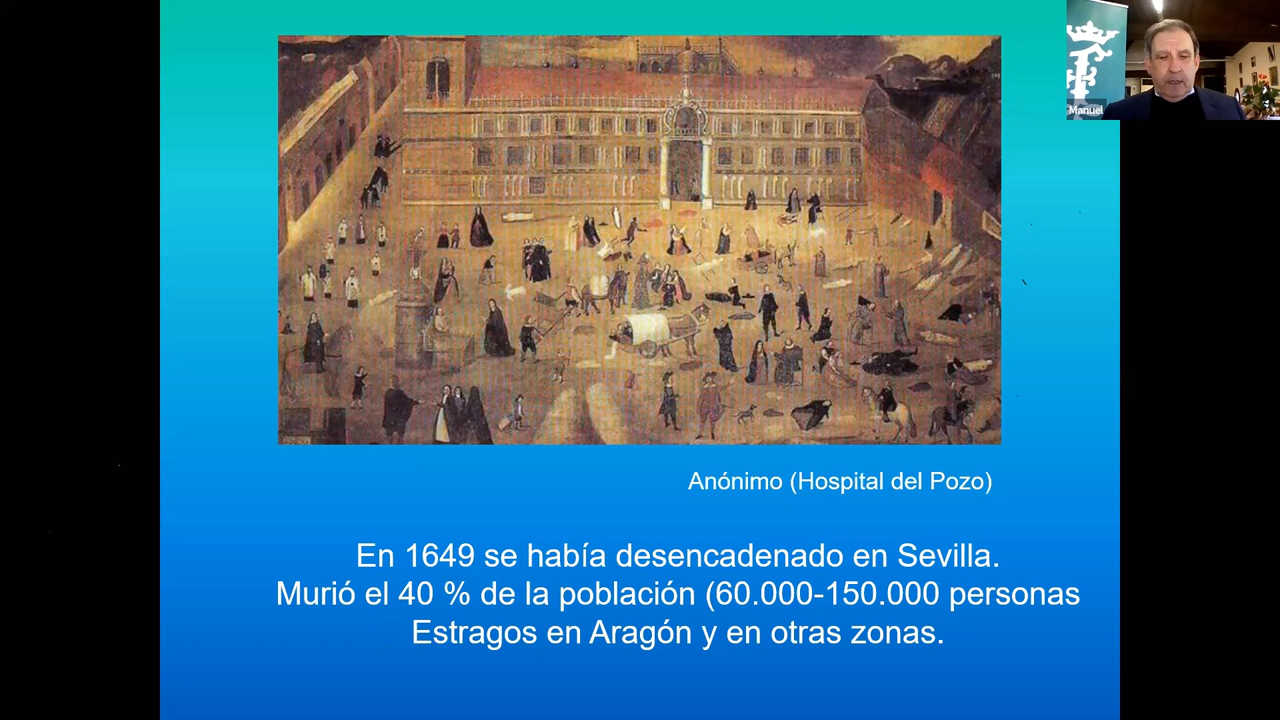 Manuel
Anónimo (Hospital del Pozo)
En 1649 se había desencadenado en Sevilla.
Murió el 40 % de la población (60.000-150.000 personas
Estragos en Aragón y en otras zonas.